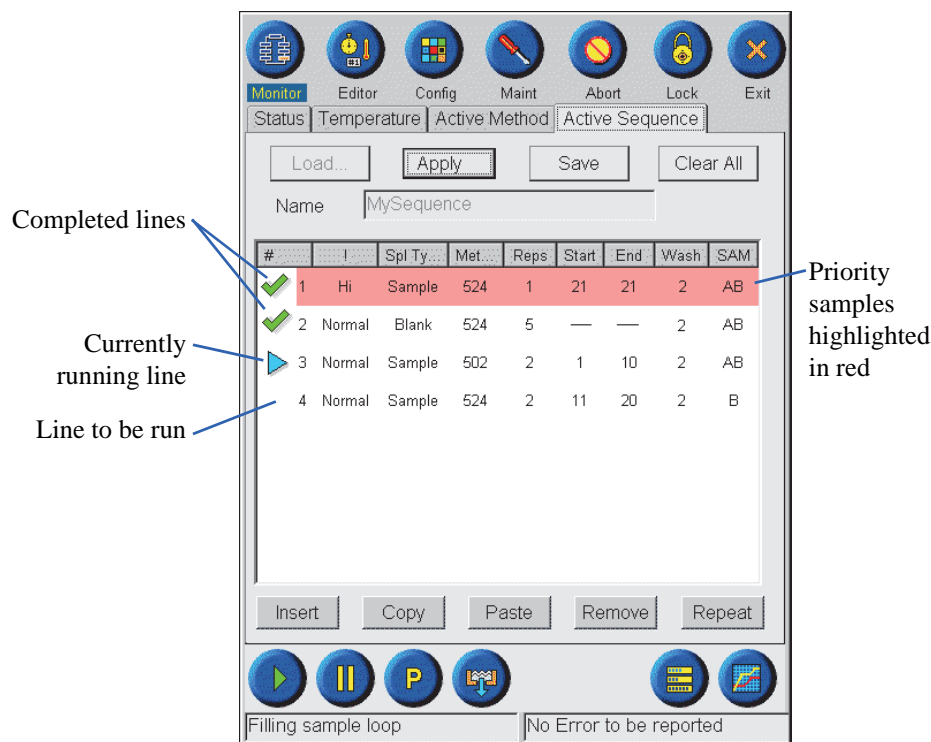 #1
Monitor Editor Config Maint Abort Lock Exit
Status Temperature Active Method Active Sequence
Load... Apply Save Clear All
Name MySequence
Completed lines
# ! Spl Ty... Met... Reps Start End Wash SAM
1 Hi Sample 524 1 21 21 2 AB
2 Normal Blank 524 5 — — 2 AB
3 Normal Sample 502 2 1 10 2 AB
4 Normal Sample 524 2 11 20 2 B
Priority
samples
highlighted
in red
Currently
running line
Line to be run
Insert Copy Paste Remove Repeat
P
Filling sample loop No Error to be reported